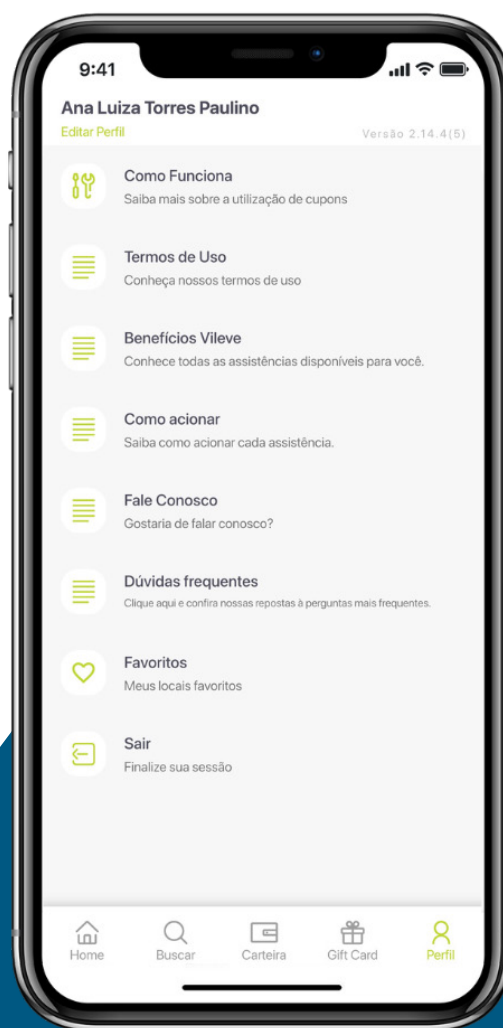 9:41
Ana Luiza Torres Paulino
Editar Perfil
Versão 2.14.4(5)
Como Funciona
Saiba mais sobre a utilização de cupons
Termos de Uso
Conheça nossos termos de uso
Benefícios Vileve
Conhece todas as assistências disponíveis para você.
Como acionar
Saiba como acionar cada assistência.
Fale Conosco
Gostaria de falar conosco?
Dúvidas frequentes
Clique aqui e confira nossas repostas à perguntas mais frequentes.
Favoritos
Meus locais favoritos
Sair
Finalize sua sessão
Home Buscar Carteira Gift Card Perfil